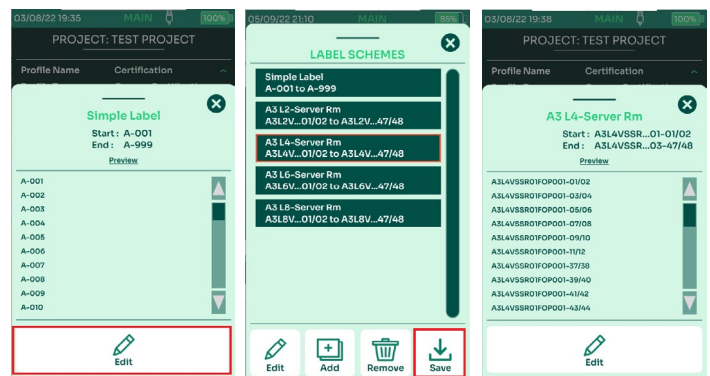 03/08/22 19:35 MAIN 100%
PROJECT: TEST PROJECT
Profile Name Certification
Simple Label
Start: A-001
End: A-999
Preview
A-001
A-002
A-003
A-004
A-005
A-006
A-007
A-008
A-009
A-010
Edit
05/09/22 21:10 MAIN 85%
LABEL SCHEMES
Simple Label
A-001 to A-999
A3 L2-Server Rm
A3L2V...01/02 to A3L2V...47/48
A3 L4-Server Rm
A3L4V...01/02 to A3L4V...47/48
A3 L6-Server Rm
A3L6V...01/02 to A3L6V...47/48
A3 L8-Server Rm
A3L8V...01/02 to A3L8V...47/48
Edit Add Remove Save
03/08/22 19:38 MAIN 100%
PROJECT: TEST PROJECT
Profile Name Certification
A3 L4-Server Rm
Start: A3L4VSSR...01-01/02
End: A3L4VSSR...03-47/48
Preview
A3L4VSSR01FOP001-01/02
A3L4VSSR01FOP001-03/04
A3L4VSSR01FOP001-05/06
A3L4VSSR01FOP001-07/08
A3L4VSSR01FOP001-09/10
A3L4VSSR01FOP001-11/12
A3L4VSSR01FOP001-37/38
A3L4VSSR01FOP001-39/40
A3L4VSSR01FOP001-41/42
A3L4VSSR01FOP001-43/44
Edit